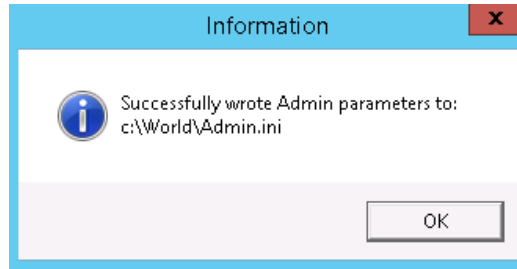 Information
x
Successfully wrote Admin parameters to:
c:\World\Admin.ini
OK